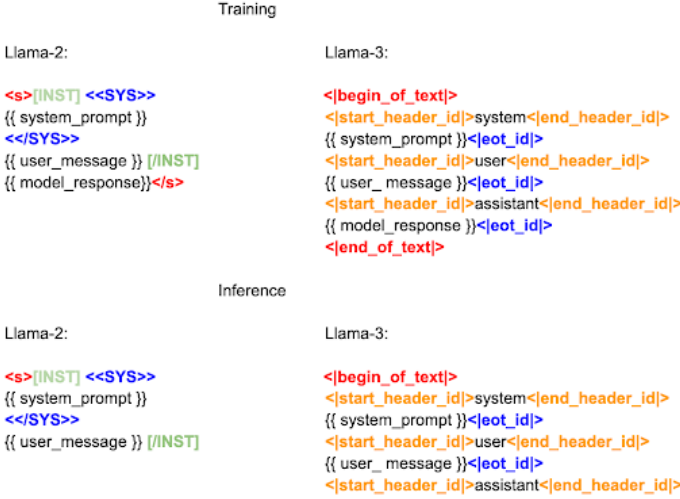 Training
Llama-2:
<s>[INST] <<SYS>>
{{ system_prompt }}
<</SYS>>
{{ user_message }} [/INST]
{{ model_response}}</s>
Llama-3:
<|begin_of_text|>
<|start_header_id|>system<|end_header_id|>
{{ system_prompt }}<|eot_id|>
<|start_header_id|>user<|end_header_id|>
{{ user_ message }}<|eot_id|>
<|start_header_id|>assistant<|end_header_id|>
{{ model_response }}<|eot_id|>
<|end_of_text|>
Inference
Llama-2:
<s>[INST] <<SYS>>
{{ system_prompt }}
<</SYS>>
{{ user_message }} [/INST]
Llama-3:
<|begin_of_text|>
<|start_header_id|>system<|end_header_id|>
{{ system_prompt }}<|eot_id|>
<|start_header_id|>user<|end_header_id|>
{{ user_ message }}<|eot_id|>
<|start_header_id|>assistant<|end_header_id|>